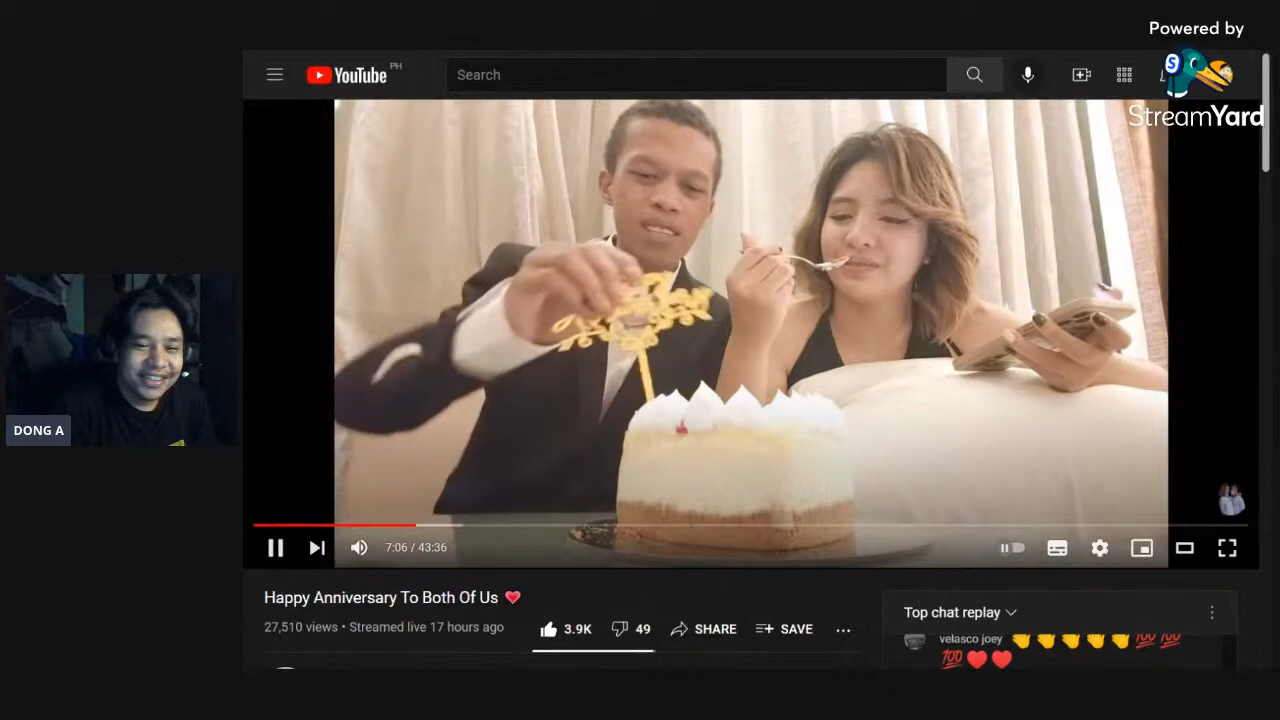 Powered by
StreamYard
YouTube PH
Search
S
DONG A
7:06 / 43:36
Happy Anniversary To Both Of Us ❤️
27,510 views • Streamed live 17 hours ago
3.9K
49
SHARE
SAVE
Top chat replay
velasco joey 👏👏👏👏👏💯💯
💯❤️❤️